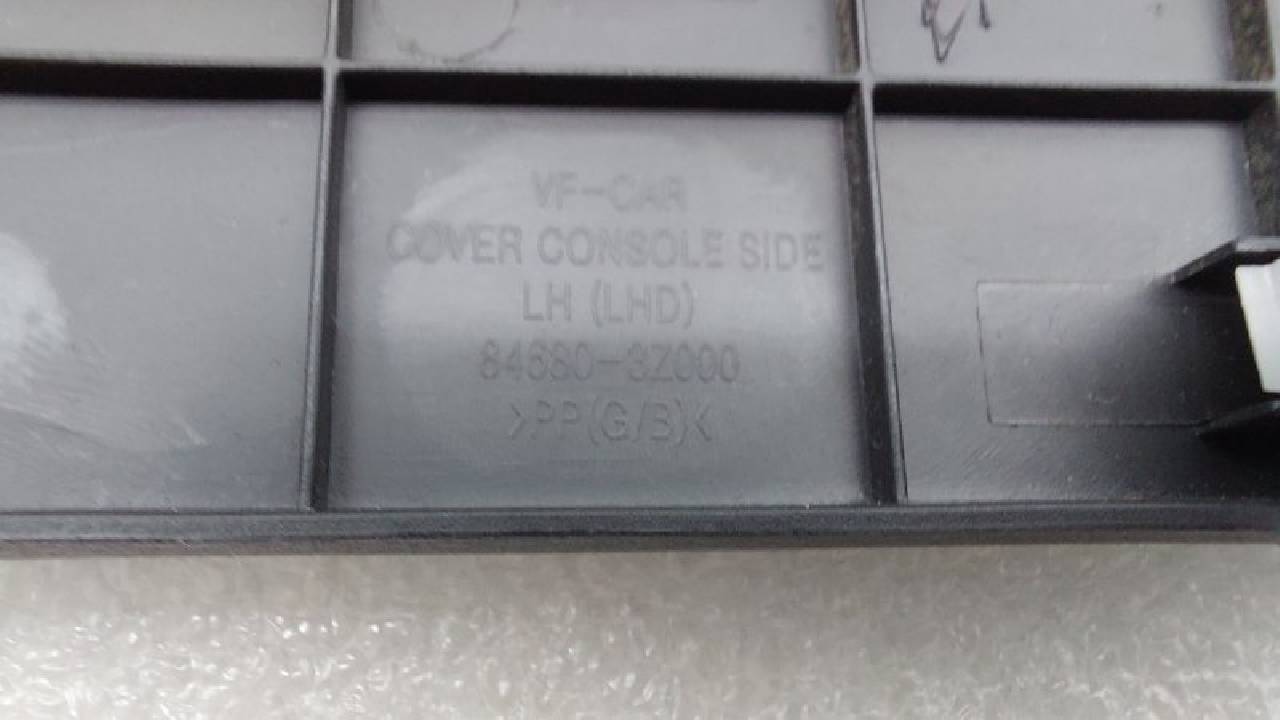 VF-CAR
COVER CONSOLE SIDE
LH (LHD)
84680-3Z000
>PP(G/B)<